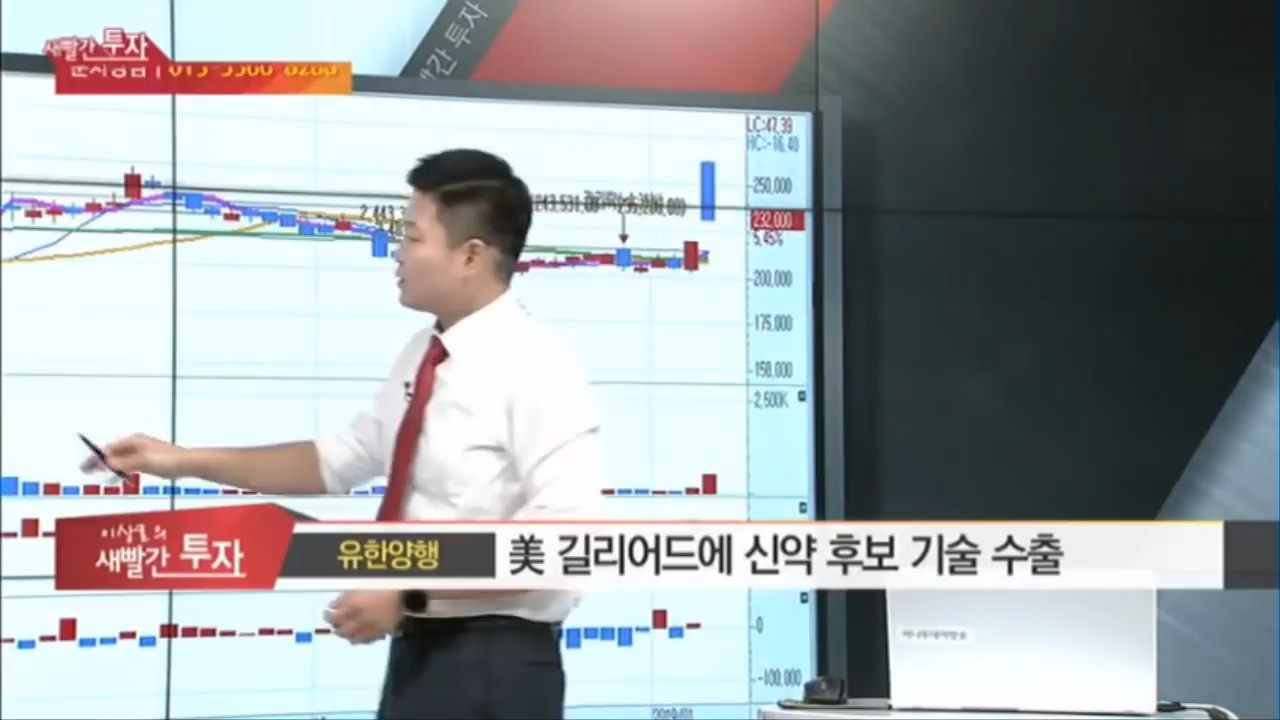 새빨간 투자
빨간 투자
LC:47.39
HC:-16.40
250,000
232,000
5.45%
200,000
175,000
150,000
2,500K
이상로의
새빨간 투자
유한양행
美 길리어드에 신약 후보 기술 수출
0
-100,000